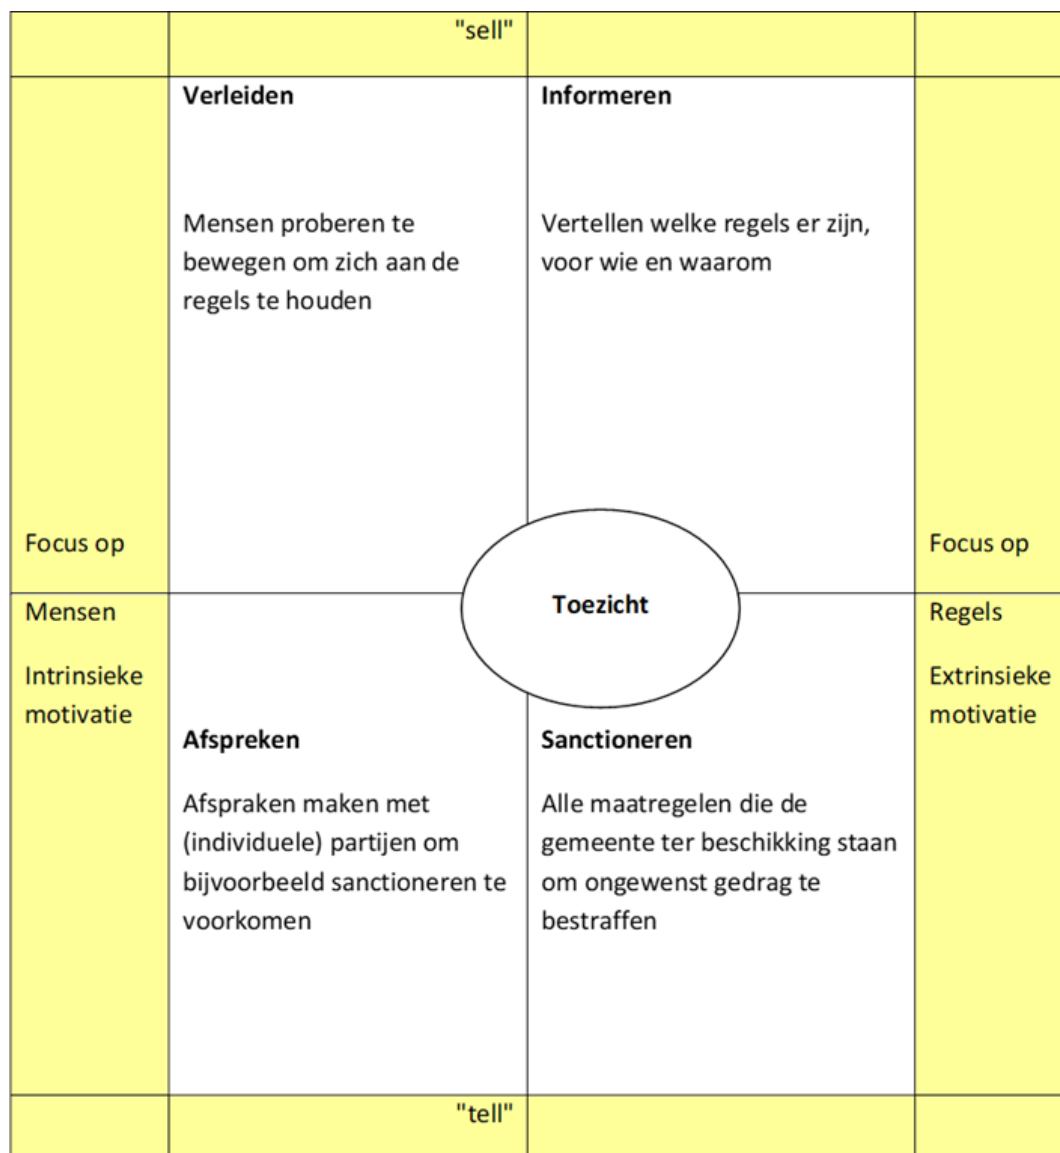 "sell"
Verleiden
Informeren
Mensen proberen te
bewegen om zich aan de
regels te houden
Vertellen welke regels er zijn,
voor wie en waarom
Focus op
Focus op
Toezicht
Mensen
Intrinsieke
motivatie
Regels
Extrinsieke
motivatie
Afspreken
Afspraken maken met
(individuele) partijen om
bijvoorbeeld sanctioneren te
voorkomen
Sanctioneren
Alle maatregelen die de
gemeente ter beschikking staan
om ongewenst gedrag te
bestraffen
"tell"